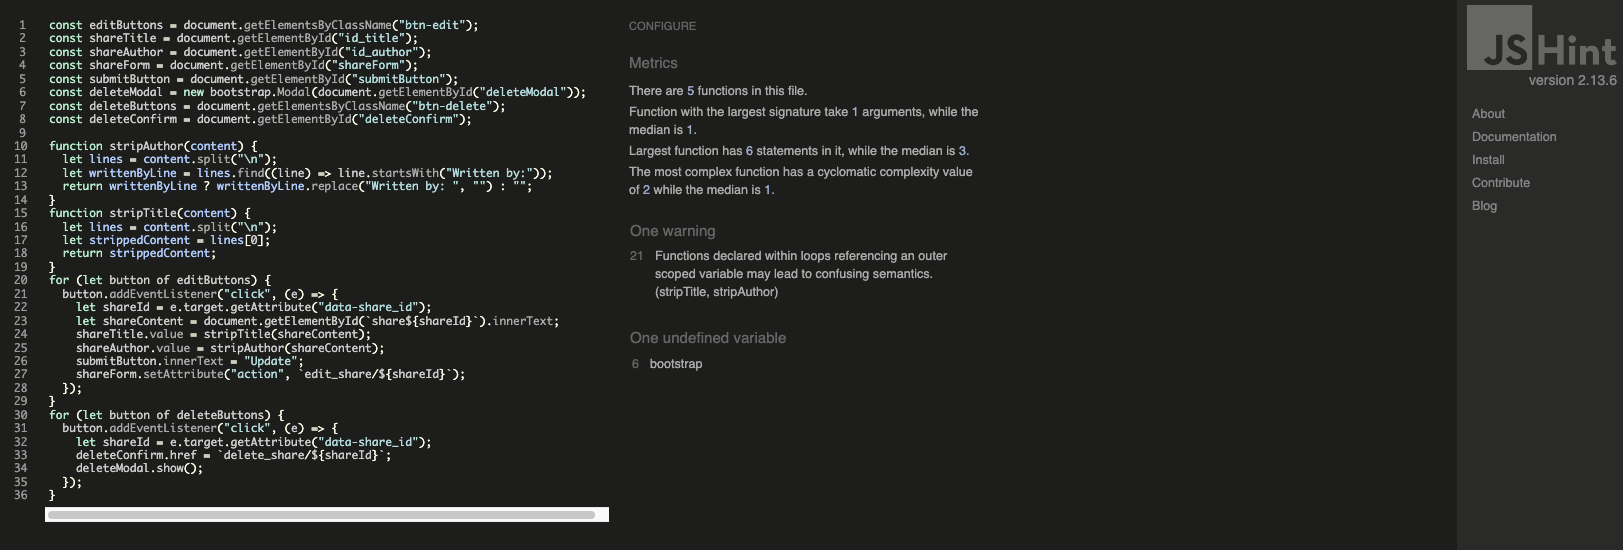 1 const editButtons = document.getElementsByClassName("btn-edit");
2 const shareTitle = document.getElementById("id_title");
3 const shareAuthor = document.getElementById("id_author");
4 const shareForm = document.getElementById("shareForm");
5 const submitButton = document.getElementById("submitButton");
6 const deleteModal = new bootstrap.Modal(document.getElementById("deleteModal"));
7 const deleteButtons = document.getElementsByClassName("btn-delete");
8 const deleteConfirm = document.getElementById("deleteConfirm");
9
10 function stripAuthor(content) {
11 let lines = content.split("\n");
12 let writtenByLine = lines.find((line) => line.startsWith("Written by:"));
13 return writtenByLine ? writtenByLine.replace("Written by: ", "") : "";
14 }
15 function stripTitle(content) {
16 let lines = content.split("\n");
17 let strippedContent = lines[0];
18 return strippedContent;
19 }
20 for (let button of editButtons) {
21 button.addEventListener("click", (e) => {
22 let shareId = e.target.getAttribute("data-share_id");
23 let shareContent = document.getElementById(`share${shareId}`).innerText;
24 shareTitle.value = stripTitle(shareContent);
25 shareAuthor.value = stripAuthor(shareContent);
26 submitButton.innerText = "Update";
27 shareForm.setAttribute("action", `edit_share/${shareId}`);
28 });
29 }
30 for (let button of deleteButtons) {
31 button.addEventListener("click", (e) => {
32 let shareId = e.target.getAttribute("data-share_id");
33 deleteConfirm.href = `delete_share/${shareId}`;
34 deleteModal.show();
35 });
36 }
CONFIGURE
Metrics
There are 5 functions in this file.
Function with the largest signature take 1 arguments, while the
median is 1.
Largest function has 6 statements in it, while the median is 3.
The most complex function has a cyclomatic complexity value
of 2 while the median is 1.
One warning
21 Functions declared within loops referencing an outer
scoped variable may lead to confusing semantics.
(stripTitle, stripAuthor)
One undefined variable
6 bootstrap
JSHint
version 2.13.6
About
Documentation
Install
Contribute
Blog